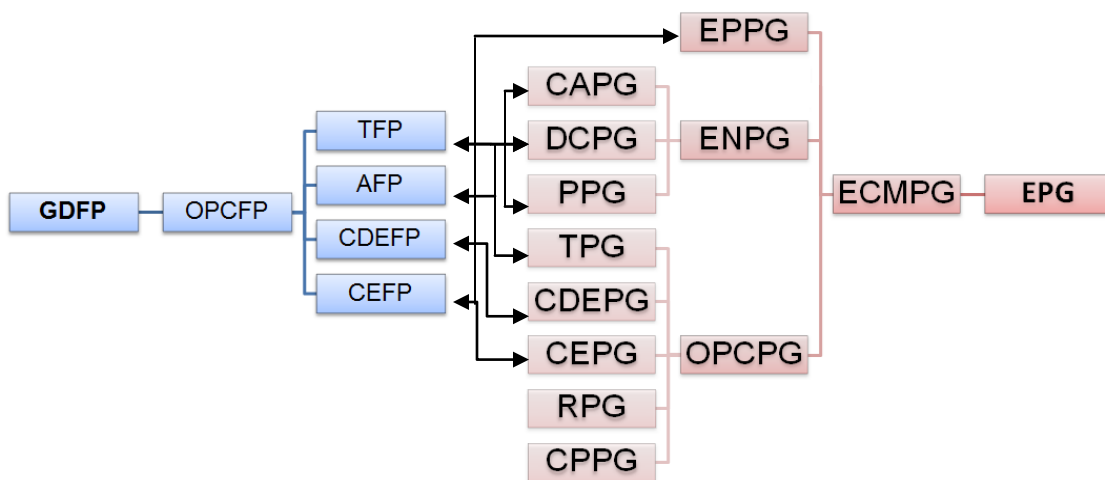 EPPG
CAPG
TFP
DCPG
ENPG
AFP
PPG
ECMPG
EPG
GDFP
OPCFP
CDEFP
TPG
CEFP
CDEPG
CEPG
OPCPG
RPG
CPPG